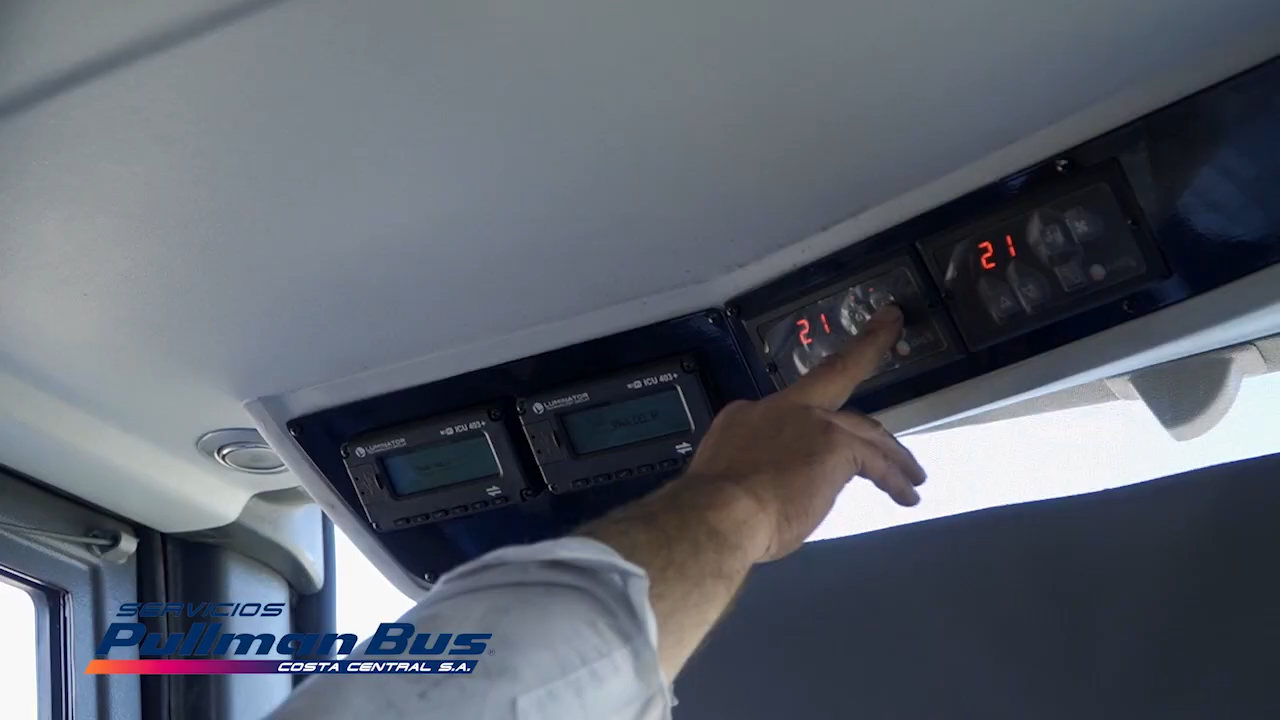 LUMINATOR
ICU 403+
LUMINATOR
ICU 403+
21
21
SERVICIOS
Pullman Bus
COSTA CENTRAL S.A.